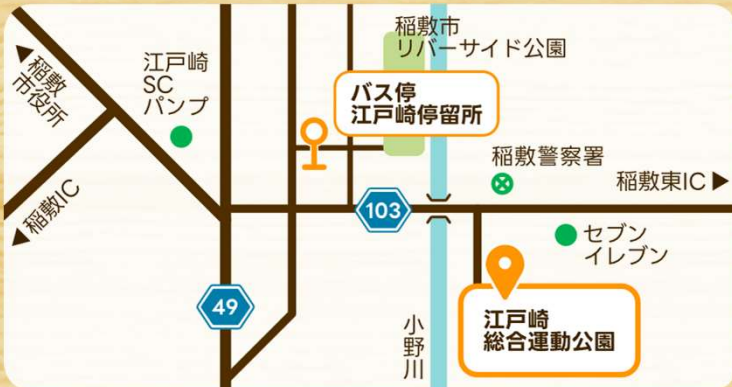 稲敷市
リバーサイド公園
江戸崎
SC
パンプ
稲敷
市役所
バス停
江戸崎停留所
稲敷警察署
稲敷東IC
稲敷IC
103
セブン
イレブン
49
小野川
江戸崎
総合運動公園